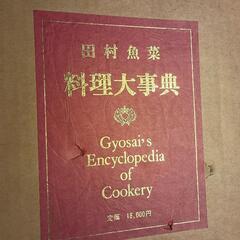 田村魚菜
料理大事典
Gyosai's
Encyclopedia
of
Cookery
定価 18,000円